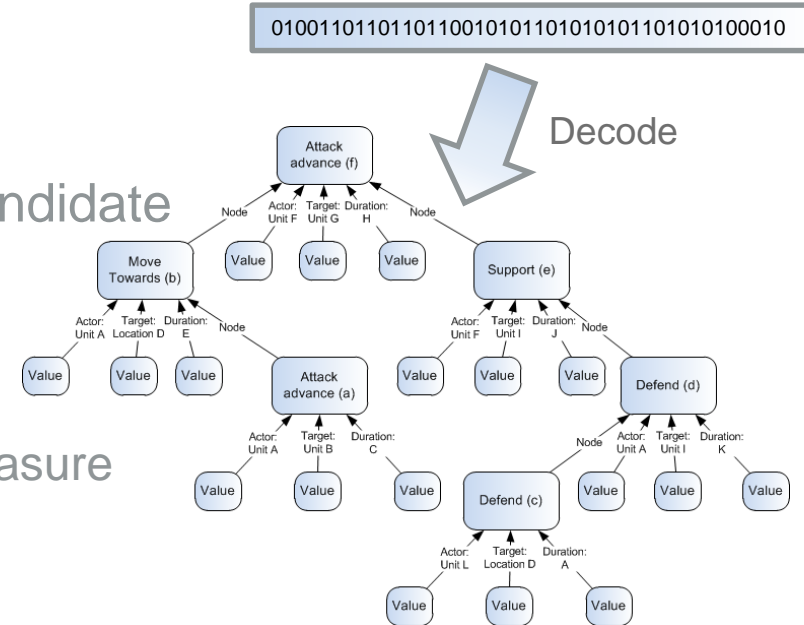 010011011011011001010110101010110101010100010
Decode
Attack
advance (f)
ndidate
Node
Actor:
Unit F
Target:
Unit G
Duration:
H
Node
Move
Towards (b)
Value
Value
Value
Support (e)
Actor:
Unit A
Target:
Location D
Duration:
E
Node
Actor:
Unit F
Target:
Unit I
Duration:
J
Node
Value
Value
Value
Attack
advance (a)
Value
Value
Value
Defend (d)
Actor:
Unit A
Target:
Unit B
Duration:
C
Node
Actor:
Unit A
Target:
Unit I
Duration:
K
asure
Value
Value
Value
Defend (c)
Value
Value
Value
Actor:
Unit L
Target:
Location D
Duration:
A
Value
Value
Value